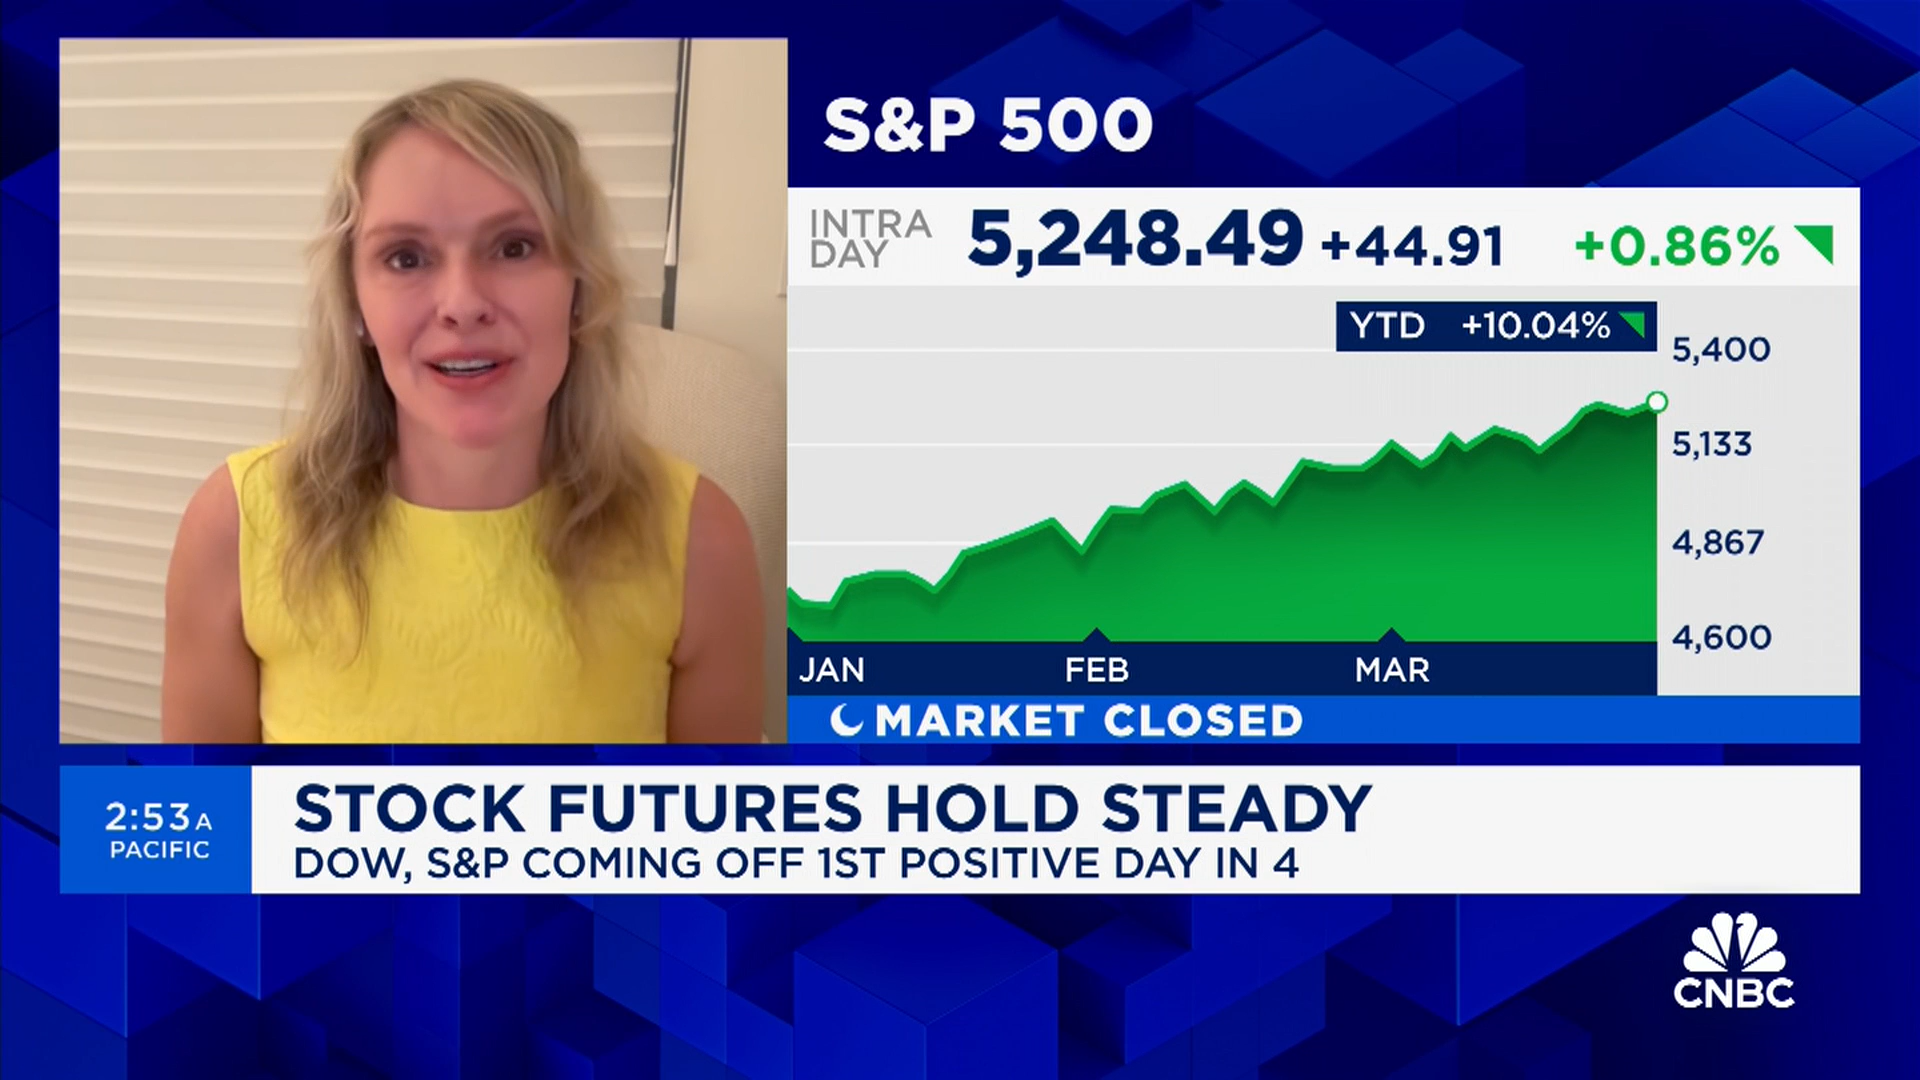 S&P 500
INTRA
DAY
5,248.49 +44.91 +0.86%
YTD +10.04%
5,400
5,133
4,867
4,600
JAN FEB MAR
MARKET CLOSED
2:53A
PACIFIC
STOCK FUTURES HOLD STEADY
DOW, S&P COMING OFF 1ST POSITIVE DAY IN 4
CNBC